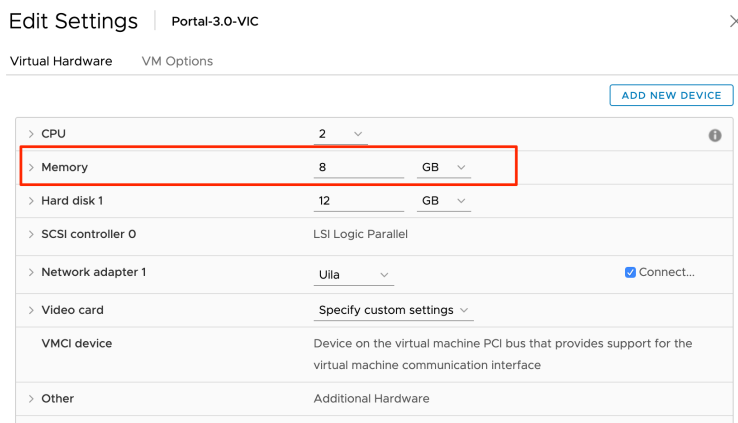 Edit Settings Portal-3.0-VIC
Virtual Hardware VM Options
ADD NEW DEVICE
CPU 2
Memory 8 GB
Hard disk 1 12 GB
SCSI controller 0 LSI Logic Parallel
Network adapter 1 Uila Connect...
Video card Specify custom settings
VMCI device Device on the virtual machine PCI bus that provides support for the
virtual machine communication interface
Other Additional Hardware